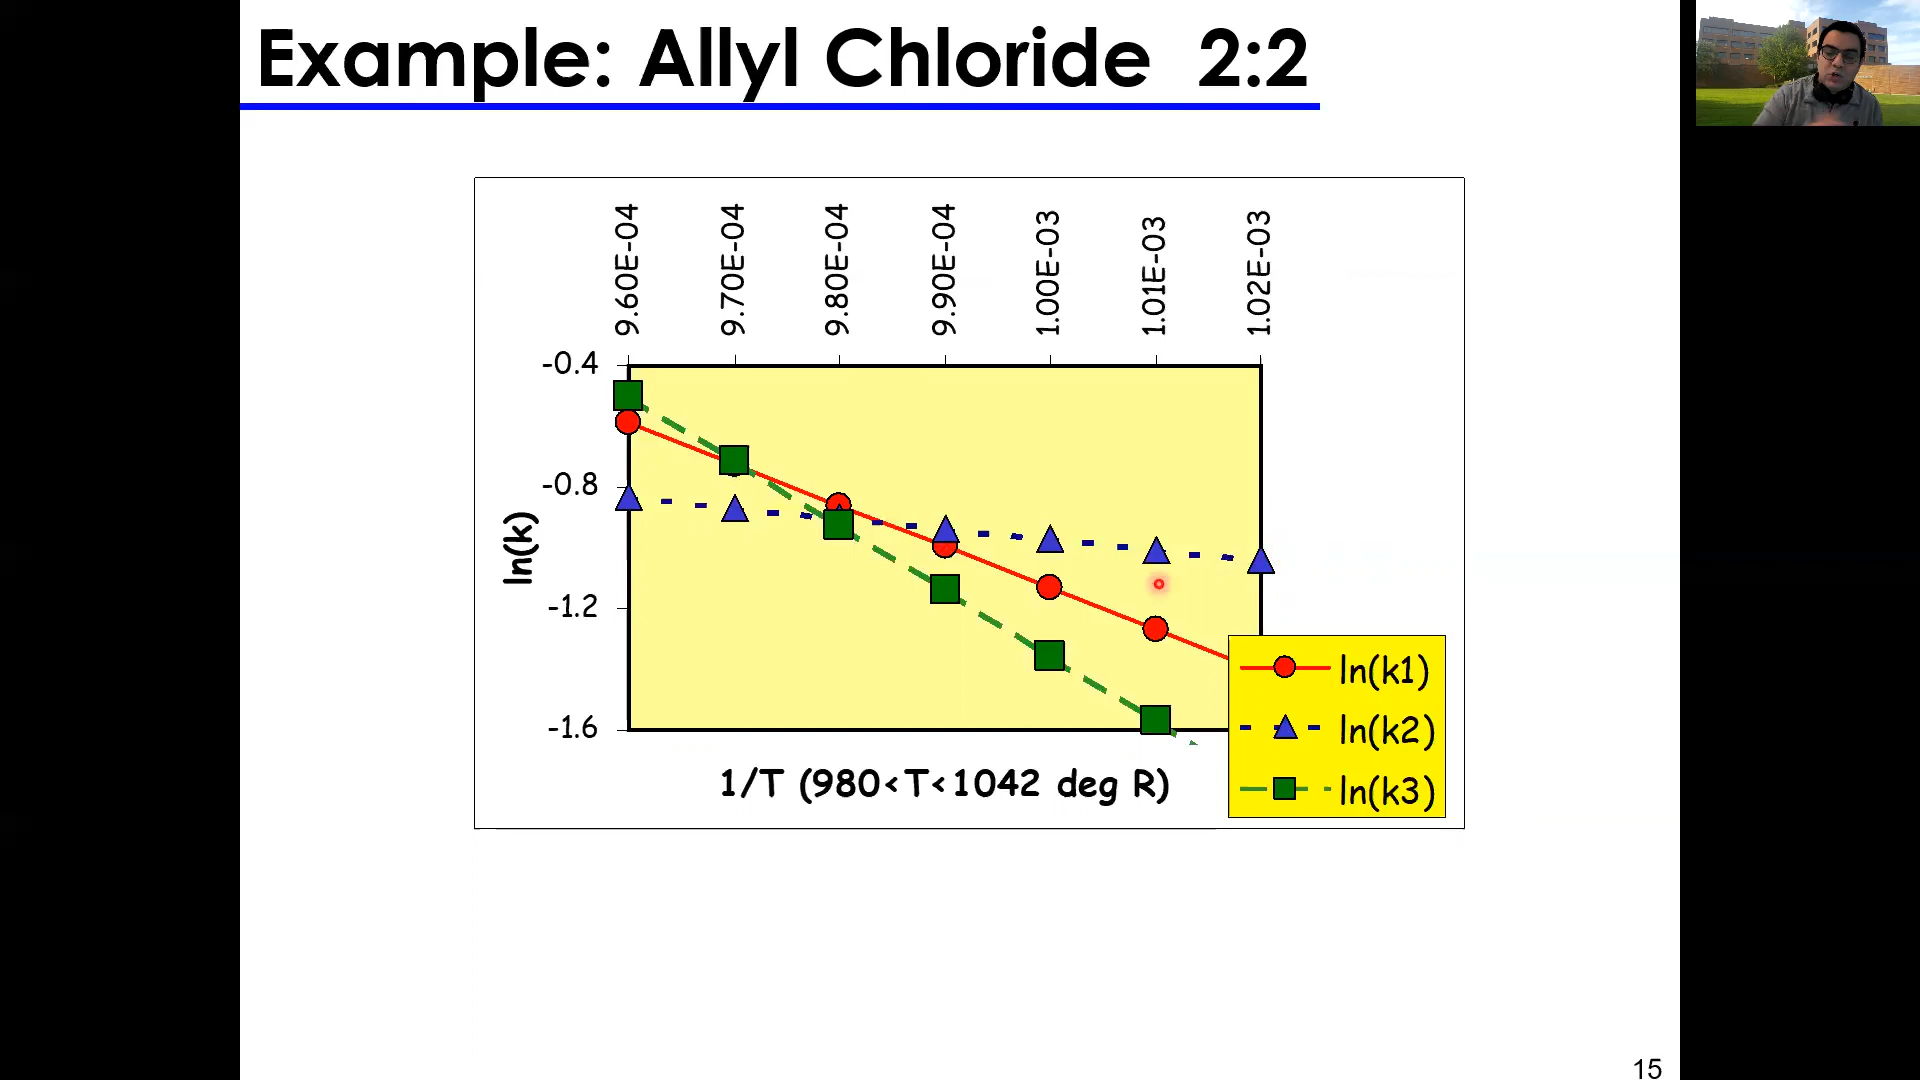 Example: Allyl Chloride 2:2
9.60E-04
9.70E-04
9.80E-04
9.90E-04
1.00E-03
1.01E-03
1.02E-03
-0.4
-0.8
-1.2
-1.6
ln(k)
1/T (980<T<1042 deg R)
ln(k1)
ln(k2)
ln(k3)
15